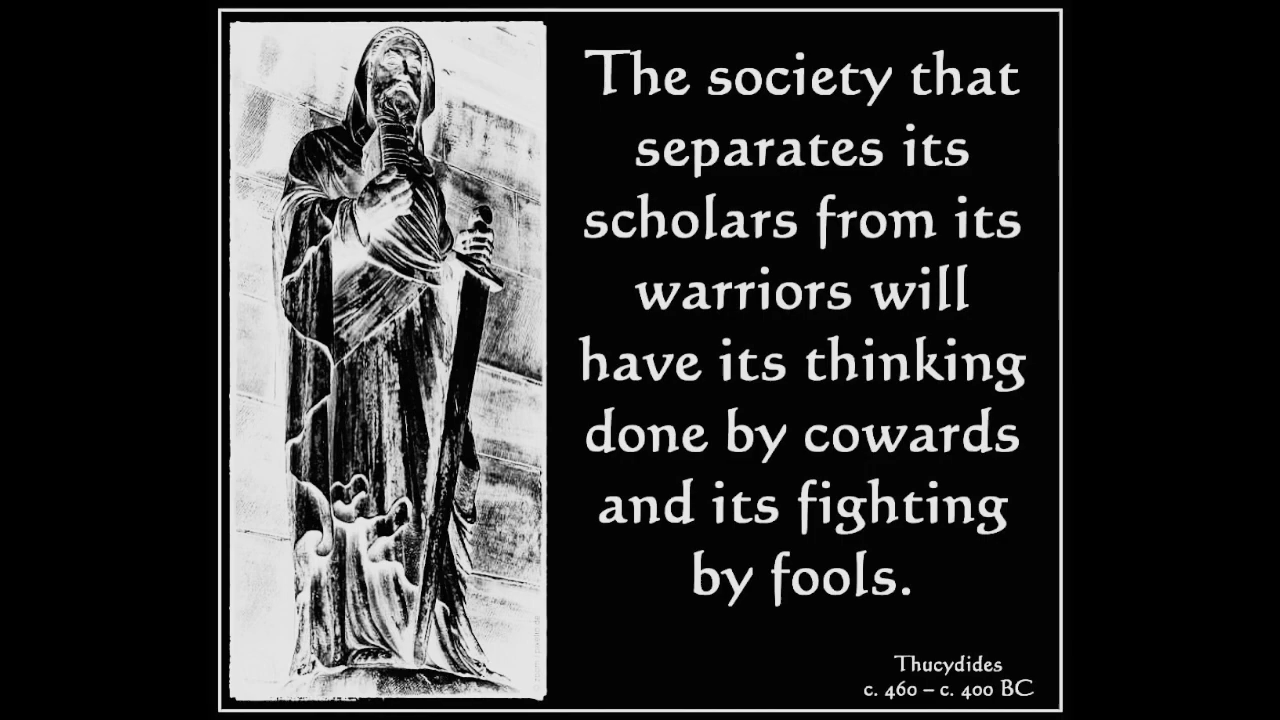 The society that
separates its
scholars from its
warriors will
have its thinking
done by cowards
and its fighting
by fools.
Thucydides
c. 460 – c. 400 BC